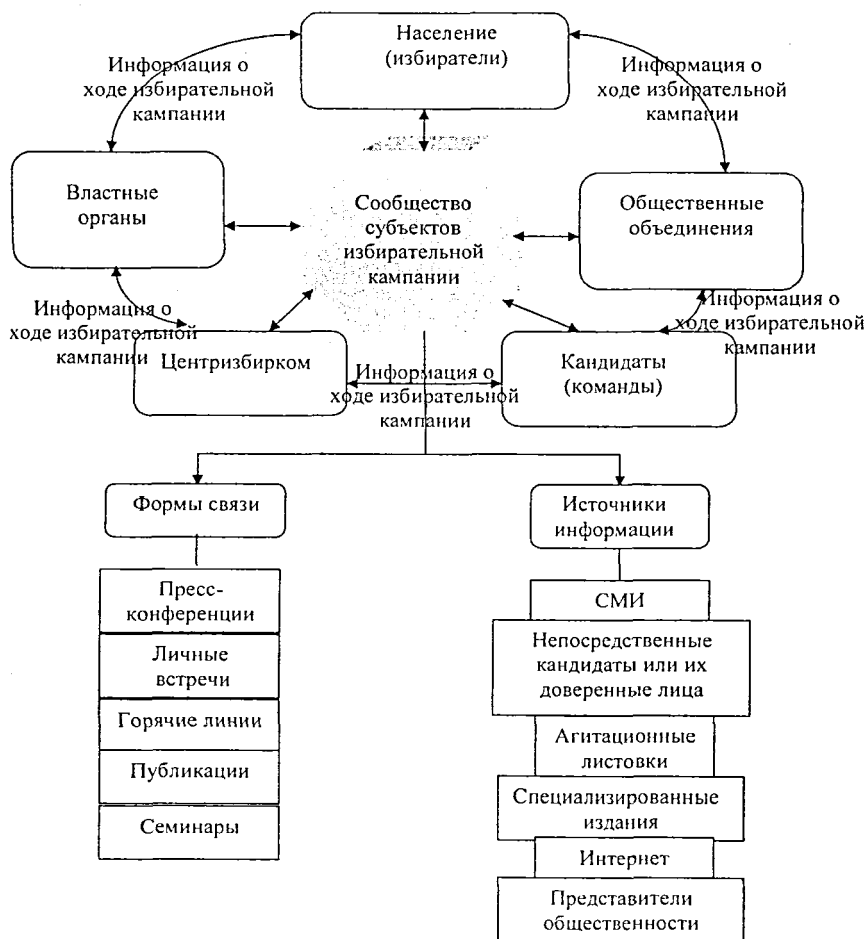 Население
(избиратели)
Информация о
ходе избирательной
кампании
Информация о
ходе избирательной
кампании
Властные
органы
Сообщество
субъектов
избирательной
кампании
Общественные
объединения
Информация о
ходе избирательной
кампании
Информация о
ходе избирательной
кампании
Центризбирком
Информация о
ходе избирательной
кампании
Кандидаты
(команды)
Формы связи
Пресс-
конференции
Личные
встречи
Горячие линии
Публикации
Семинары
Источники
информации
СМИ
Непосредственные
кандидаты или их
доверенные лица
Агитационные
листовки
Специализированные
издания
Интернет
Представители
общественности